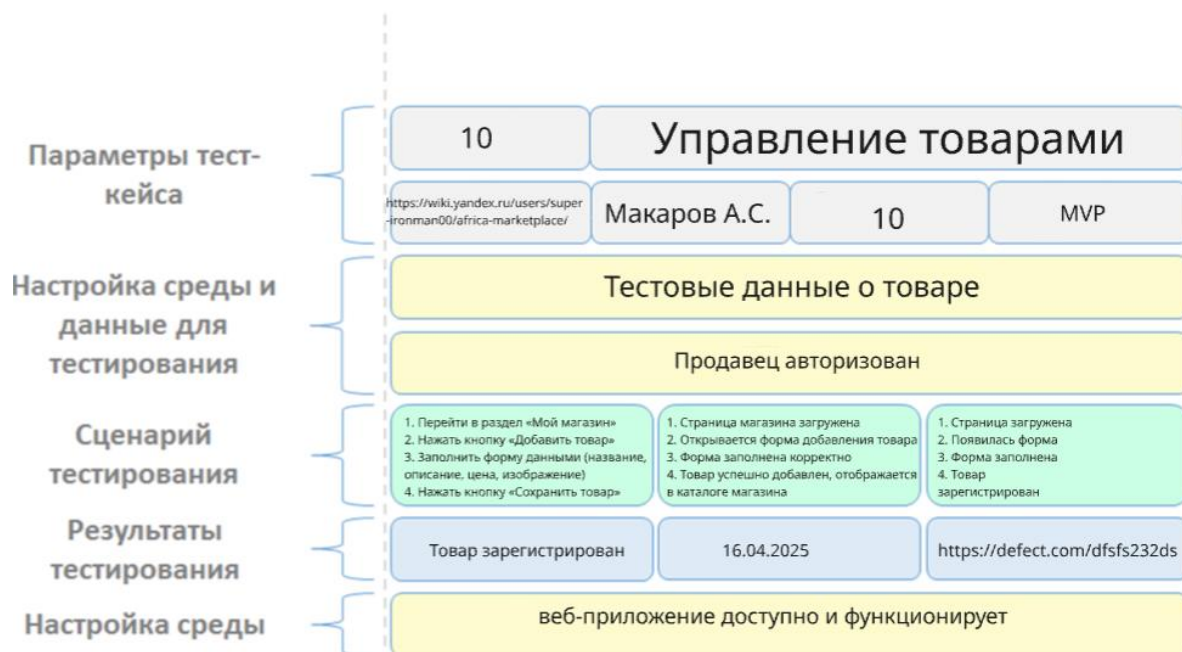 Параметры тест-
кейса
10
Управление товарами
https://wiki.yandex.ru/users/super
-ironman00/africa-marketplace/
Макаров А.С.
10
MVP
Настройка среды и
данные для
тестирования
Тестовые данные о товаре
Продавец авторизован
Сценарий
тестирования
1. Перейти в раздел «Мой магазин»
2. Нажать кнопку «Добавить товар»
3. Заполнить форму данными (название,
описание, цена, изображение)
4. Нажать кнопку «Сохранить товар»
1. Страница магазина загружена
2. Открывается форма добавления товара
3. Форма заполнена корректно
4. Товар успешно добавлен, отображается
в каталоге магазина
1. Страница загружена
2. Появилась форма
3. Форма заполнена
4. Товар
зарегистрирован
Результаты
тестирования
Товар зарегистрирован
16.04.2025
https://defect.com/dfsfs232ds
Настройка среды
веб-приложение доступно и функционирует